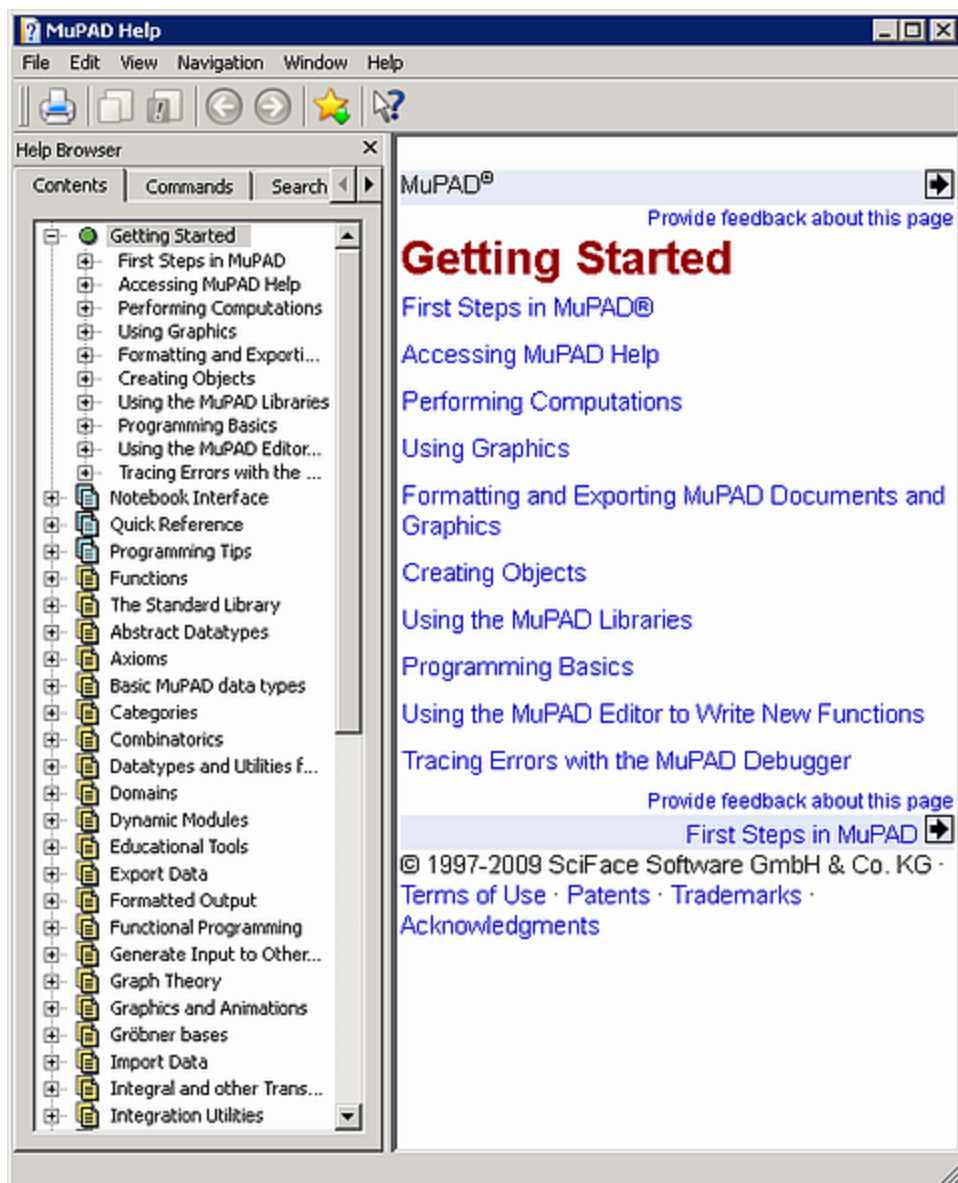 MuPAD Help
File Edit View Navigation Window Help
Help Browser
Contents Commands Search
Getting Started
First Steps in MuPAD
Accessing MuPAD Help
Performing Computations
Using Graphics
Formatting and Exporti...
Creating Objects
Using the MuPAD Libraries
Programming Basics
Using the MuPAD Editor...
Tracing Errors with the ...
Notebook Interface
Quick Reference
Programming Tips
Functions
The Standard Library
Abstract Datatypes
Axioms
Basic MuPAD data types
Categories
Combinatorics
Datatypes and Utilities f...
Domains
Dynamic Modules
Educational Tools
Export Data
Formatted Output
Functional Programming
Generate Input to Other...
Graph Theory
Graphics and Animations
Gröbner bases
Import Data
Integral and other Trans...
Integration Utilities
MuPAD®
Provide feedback about this page
Getting Started
First Steps in MuPAD®
Accessing MuPAD Help
Performing Computations
Using Graphics
Formatting and Exporting MuPAD Documents and
Graphics
Creating Objects
Using the MuPAD Libraries
Programming Basics
Using the MuPAD Editor to Write New Functions
Tracing Errors with the MuPAD Debugger
Provide feedback about this page
First Steps in MuPAD
© 1997-2009 SciFace Software GmbH & Co. KG ·
Terms of Use · Patents · Trademarks ·
Acknowledgments